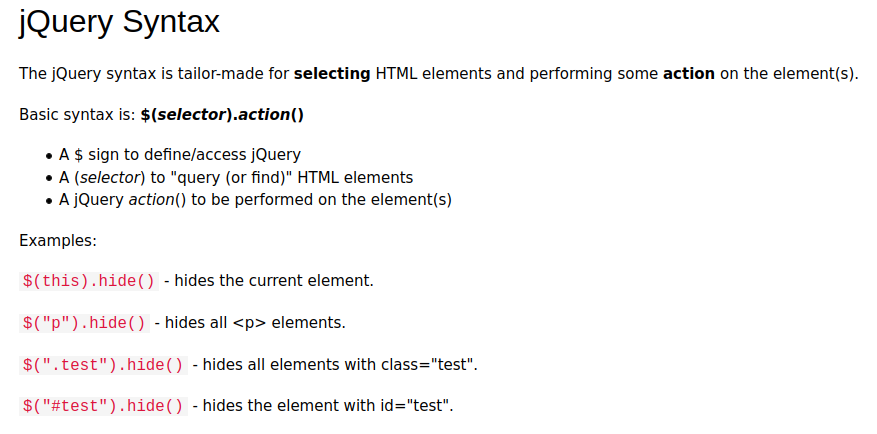 jQuery Syntax
The jQuery syntax is tailor-made for selecting HTML elements and performing some action on the element(s).
Basic syntax is: $(selector).action()
• A $ sign to define/access jQuery
• A (selector) to "query (or find)" HTML elements
• A jQuery action() to be performed on the element(s)
Examples:
$(this).hide() - hides the current element.
$("p").hide() - hides all <p> elements.
$(".test").hide() - hides all elements with class="test".
$("#test").hide() - hides the element with id="test".